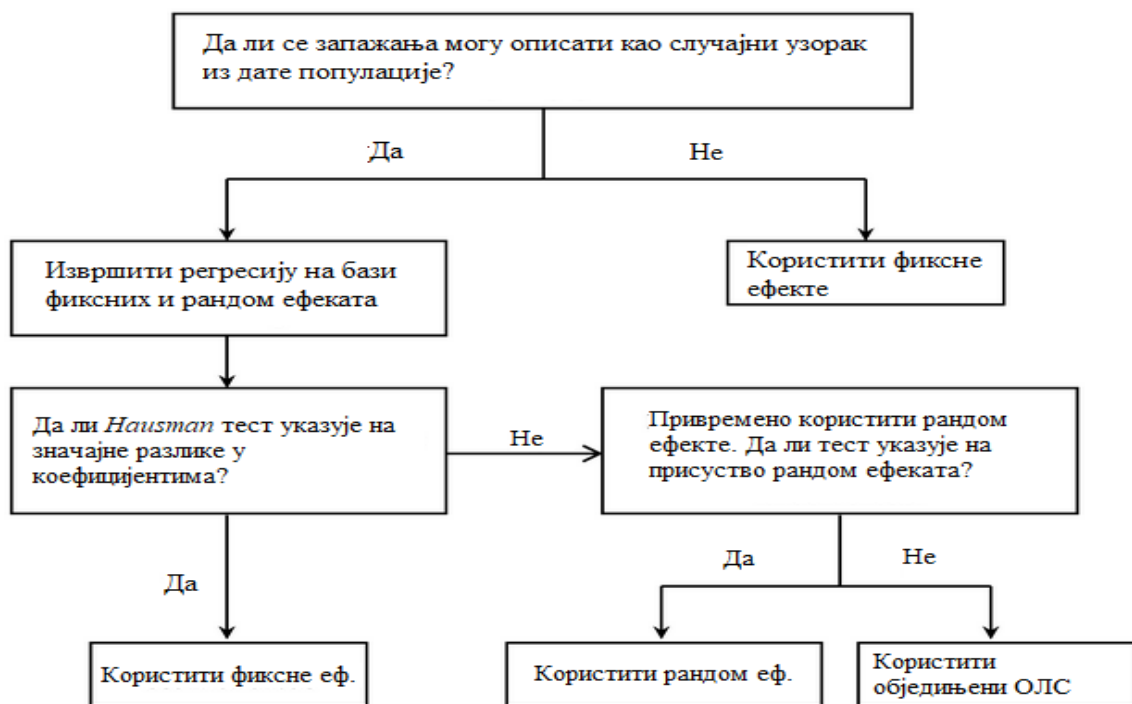 Да ли се запажања могу описати као случајни узорак
из дате популације?
Да
Не
Извршити регресију на бази
фиксних и рандом ефеката
Користити фиксне
ефекте
Да ли Hausman тест указује на
значајне разлике у
коефицијентима?
Не
Привремено користити рандом
ефекте. Да ли тест указује на
присуство рандом ефеката?
Да
Да
Не
Користити фиксне еф.
Користити рандом еф.
Користити
обједињени ОЛС